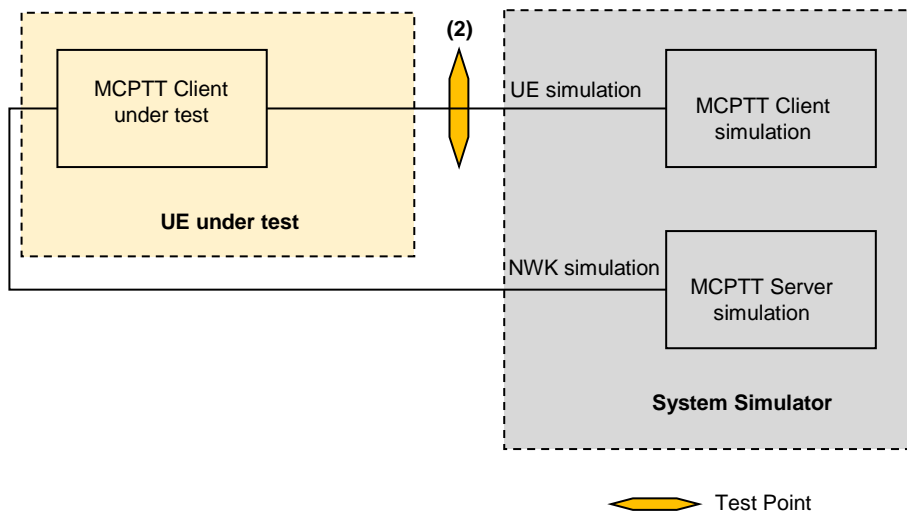 (2)
MCPTT Client
under test
UE simulation
MCPTT Client
simulation
UE under test
NWK simulation
MCPTT Server
simulation
System Simulator
Test Point